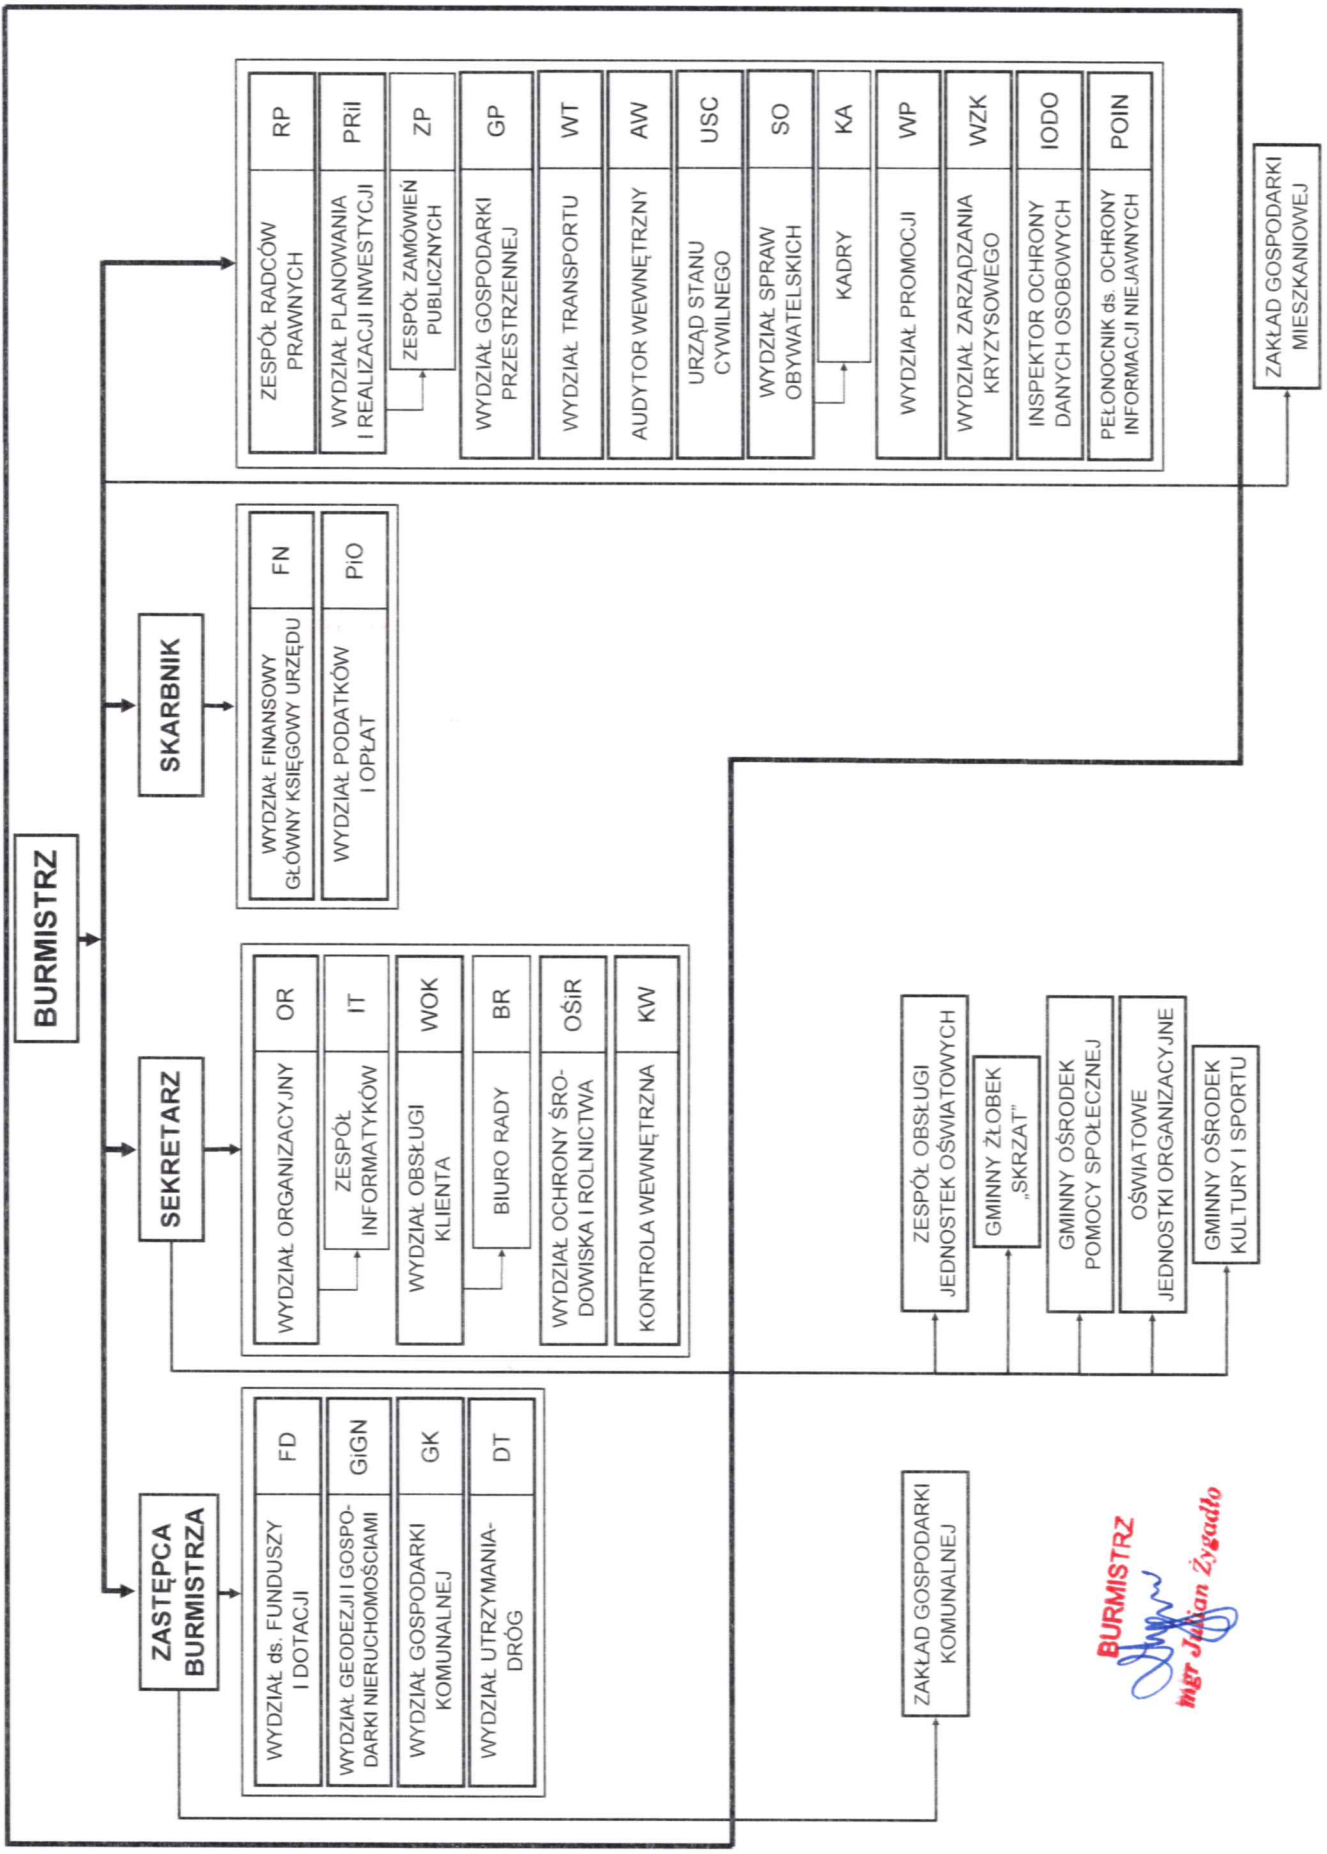 BURMISTRZ
ZASTĘPCA
BURMISTRZA
SEKRETARZ
SKARBNIK
WYDZIAŁ ds. FUNDUSZY
I DOTACJI
FD
WYDZIAŁ GEODEZJI I GOSPO-
DARKI NIERUCHOMOŚCIAMI
GiGN
WYDZIAŁ GOSPODARKI
KOMUNALNEJ
GK
WYDZIAŁ UTRZYMANIA-
DRÓG
DT
WYDZIAŁ ORGANIZACYJNY
OR
ZESPÓŁ
INFORMATYKÓW
IT
WYDZIAŁ OBSŁUGI
KLIENTA
WOK
BIURO RADY
BR
WYDZIAŁ OCHRONY ŚRO-
DOWISKA I ROLNICTWA
OŚiR
KONTROLA WEWNĘTRZNA
KW
WYDZIAŁ FINANSOWY
GŁÓWNY KSIĘGOWY URZĘDU
FN
WYDZIAŁ PODATKÓW
I OPŁAT
PiO
ZESPÓŁ RADCÓW
PRAWNYCH
RP
WYDZIAŁ PLANOWANIA
I REALIZACJI INWESTYCJI
PRiI
ZESPÓŁ ZAMÓWIEŃ
PUBLICZNYCH
ZP
WYDZIAŁ GOSPODARKI
PRZESTRZENNEJ
GP
WYDZIAŁ TRANSPORTU
WT
AUDYTOR WEWNĘTRZNY
AW
URZĄD STANU
CYWILNEGO
USC
WYDZIAŁ SPRAW
OBYWATELSKICH
SO
KADRY
KA
WYDZIAŁ PROMOCJI
WP
WYDZIAŁ ZARZĄDZANIA
KRYZYSOWEGO
WZK
INSPEKTOR OCHRONY
DANYCH OSOBOWYCH
IODO
PEŁONOCNIK ds. OCHRONY
INFORMACJI NIEJAWNYCH
POIN
ZAKŁAD GOSPODARKI
KOMUNALNEJ
ZESPÓŁ OBSŁUGI
JEDNOSTEK OŚWIATOWYCH
GMINNY ŻŁOBEK
„SKRZAT”
GMINNY OŚRODEK
POMOCY SPOŁECZNEJ
OŚWIATOWE
JEDNOSTKI ORGANIZACYJNE
GMINNY OŚRODEK
KULTURY I SPORTU
ZAKŁAD GOSPODARKI
MIESZKANIOWEJ
BURMISTRZ
mgr Julian Żygadło